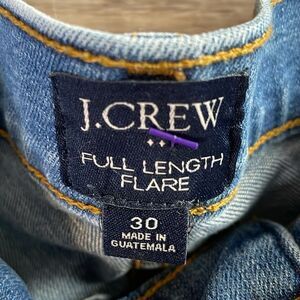 J.CREW
FULL LENGTH
FLARE
30
MADE IN
GUATEMALA